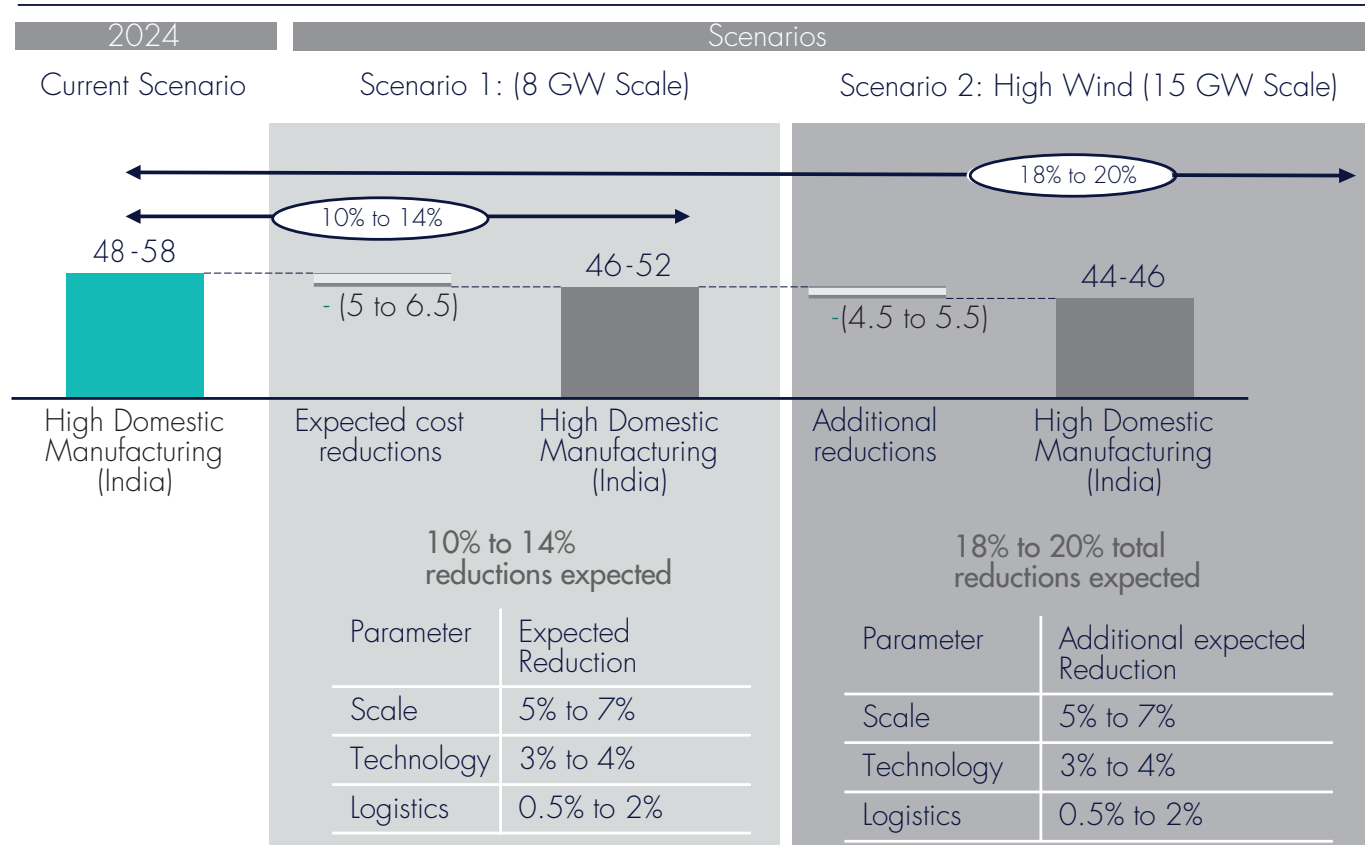 2024
Scenarios
Current Scenario
Scenario 1: (8 GW Scale)
Scenario 2: High Wind (15 GW Scale)
18% to 20%
10% to 14%
48-58
46-52
44-46
- (5 to 6.5)
-(4.5 to 5.5)
High Domestic
Manufacturing
(India)
Expected cost
reductions
High Domestic
Manufacturing
(India)
Additional
reductions
High Domestic
Manufacturing
(India)
10% to 14%
reductions expected
Parameter
Expected
Reduction
Scale
5% to 7%
Technology
3% to 4%
Logistics
0.5% to 2%
18% to 20% total
reductions expected
Parameter
Additional expected
Reduction
Scale
5% to 7%
Technology
3% to 4%
Logistics
0.5% to 2%